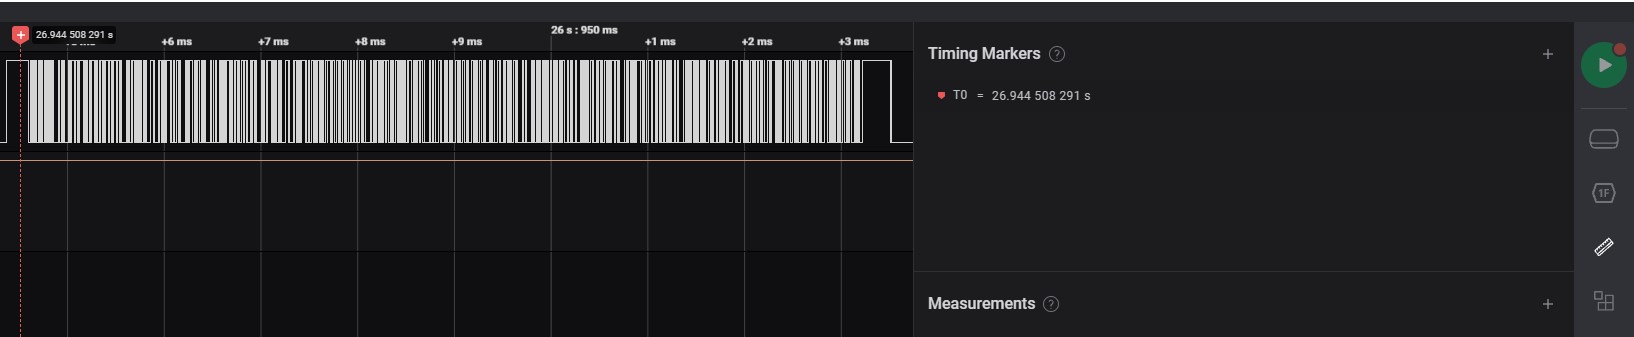 26.944 508 291 s
+6 ms
+7 ms
+8 ms
+9 ms
26 s : 950 ms
+1 ms
+2 ms
+3 ms
Timing Markers ?
+
T0 = 26.944 508 291 s
1F
Measurements ?
+